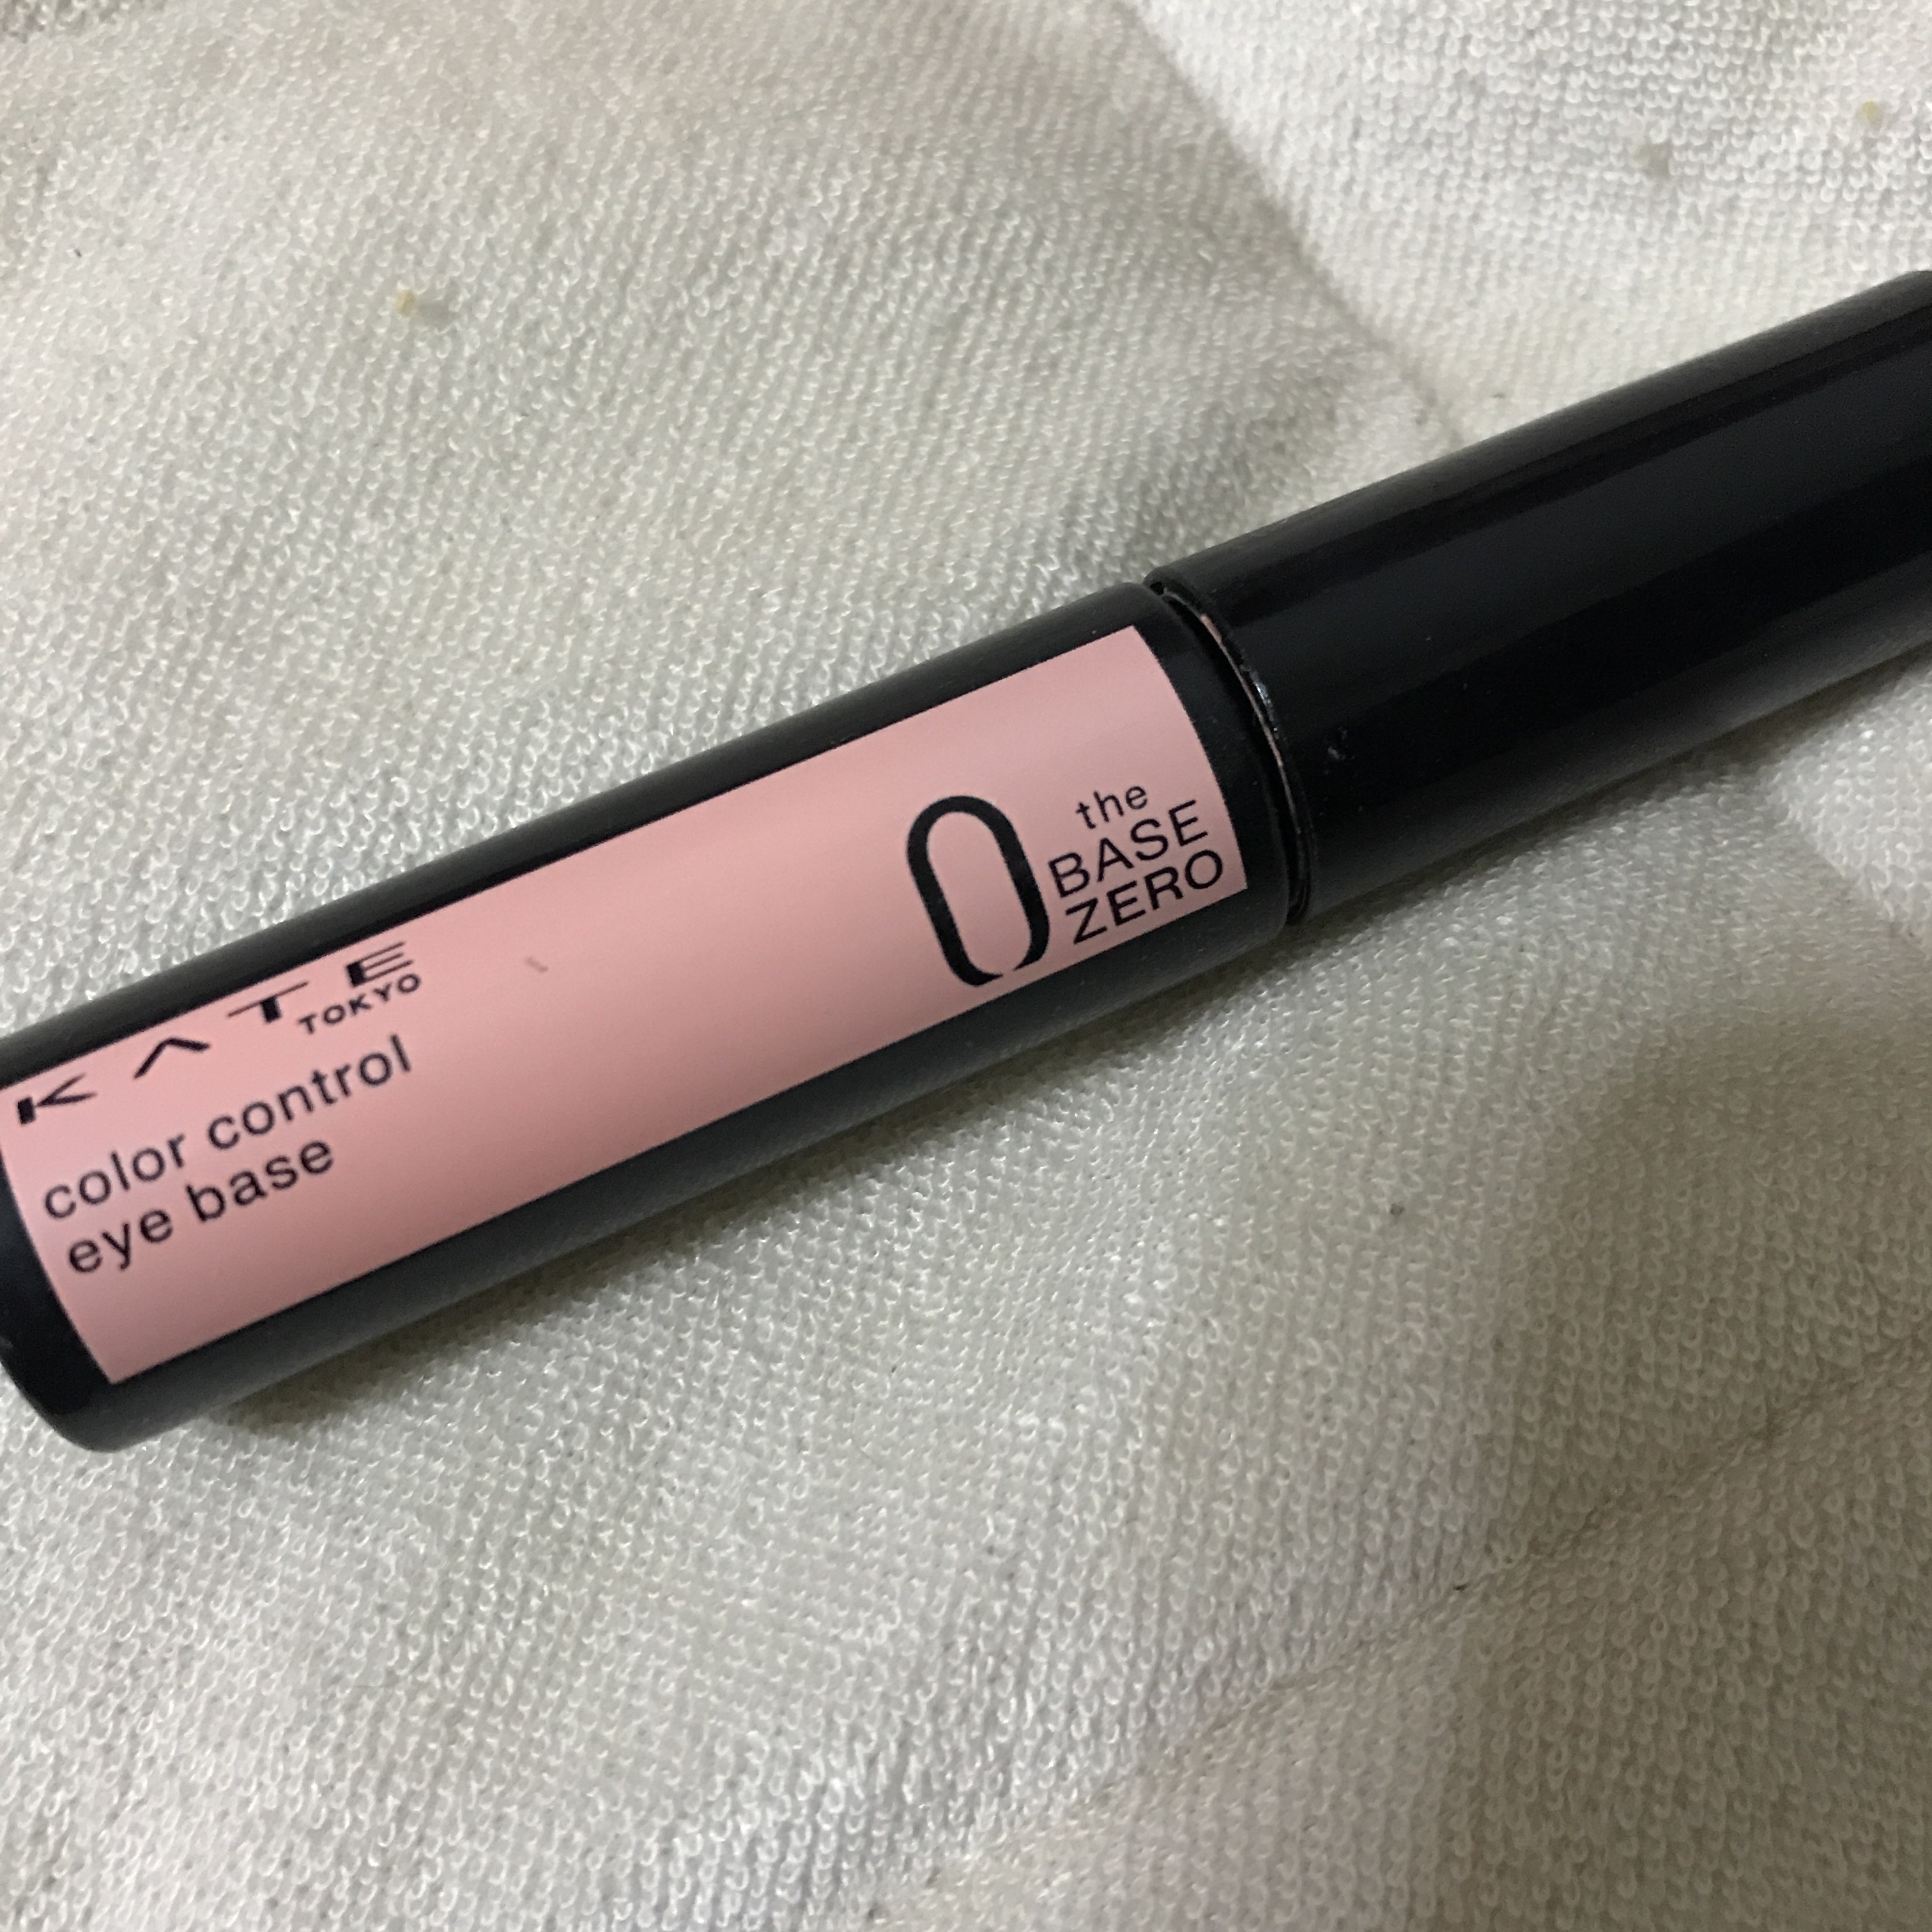 KATE
TOKYO
color control
eye base
0
the
BASE
ZERO